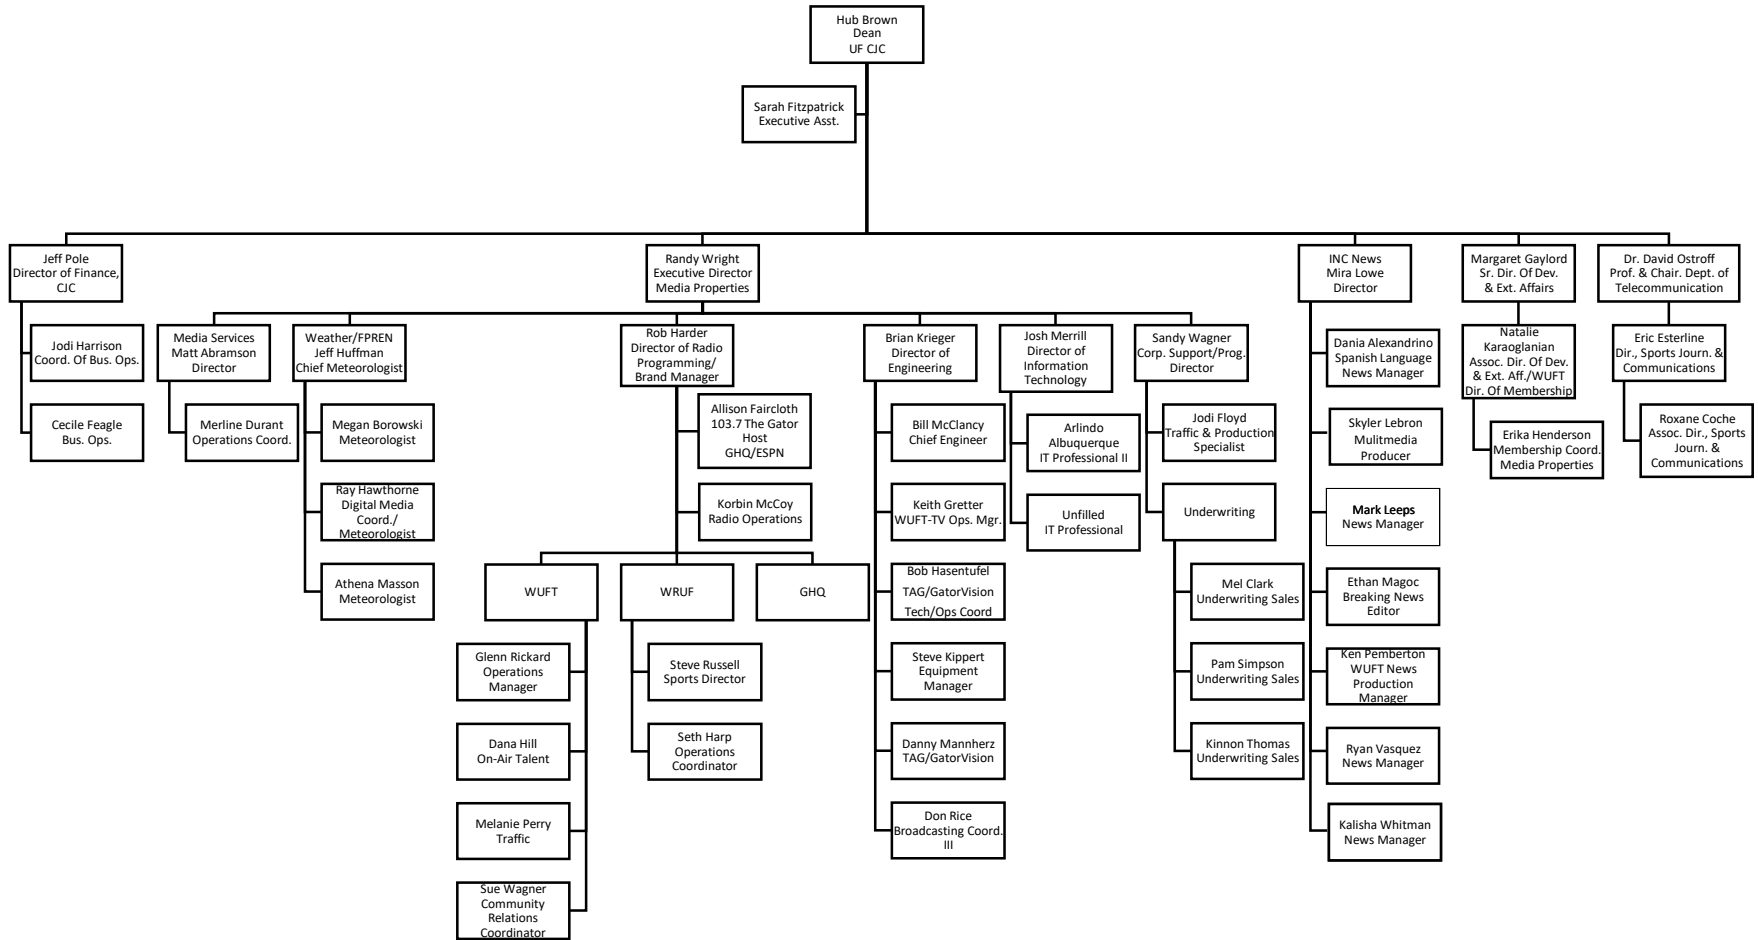 Hub Brown
Dean
UF CJC
Sarah Fitzpatrick
Executive Asst.
Jeff Pole
Director of Finance,
CJC
Randy Wright
Executive Director
Media Properties
INC News
Mira Lowe
Director
Margaret Gaylord
Sr. Dir. Of Dev.
& Ext. Affairs
Dr. David Ostroff
Prof. & Chair. Dept. of
Telecommunication
Jodi Harrison
Coord. Of Bus. Ops.
Cecile Feagle
Bus. Ops.
Media Services
Matt Abramson
Director
Merline Durant
Operations Coord.
Weather/FPREN
Jeff Huffman
Chief Meteorologist
Megan Borowski
Meteorologist
Ray Hawthorne
Digital Media
Coord./
Meteorologist
Athena Masson
Meteorologist
Rob Harder
Director of Radio
Programming/
Brand Manager
Allison Faircloth
103.7 The Gator
Host
GHQ/ESPN
Korbin McCoy
Radio Operations
WUFT
WRUF
GHQ
Glenn Rickard
Operations
Manager
Dana Hill
On-Air Talent
Melanie Perry
Traffic
Sue Wagner
Community
Relations
Coordinator
Steve Russell
Sports Director
Seth Harp
Operations
Coordinator
Brian Krieger
Director of
Engineering
Bill McClancy
Chief Engineer
Keith Gretter
WUFT-TV Ops. Mgr.
Bob Hasentufel
TAG/GatorVision
Tech/Ops Coord
Steve Kippert
Equipment
Manager
Danny Mannherz
TAG/GatorVision
Don Rice
Broadcasting Coord.
III
Josh Merrill
Director of
Information
Technology
Arlindo
Albuquerque
IT Professional II
Unfilled
IT Professional
Sandy Wagner
Corp. Support/Prog.
Director
Jodi Floyd
Traffic & Production
Specialist
Underwriting
Mel Clark
Underwriting Sales
Pam Simpson
Underwriting Sales
Kinnon Thomas
Underwriting Sales
Dania Alexandrino
Spanish Language
News Manager
Skyler Lebron
Mulitmedia
Producer
Mark Leeps
News Manager
Ethan Magoc
Breaking News
Editor
Ken Pemberton
WUFT News
Production
Manager
Ryan Vasquez
News Manager
Kalisha Whitman
News Manager
Natalie
Karaoglanian
Assoc. Dir. Of Dev.
& Ext. Aff./WUFT
Dir. Of Membership
Erika Henderson
Membership Coord.
Media Properties
Eric Esterline
Dir., Sports Journ. &
Communications
Roxane Coche
Assoc. Dir., Sports
Journ. &
Communications